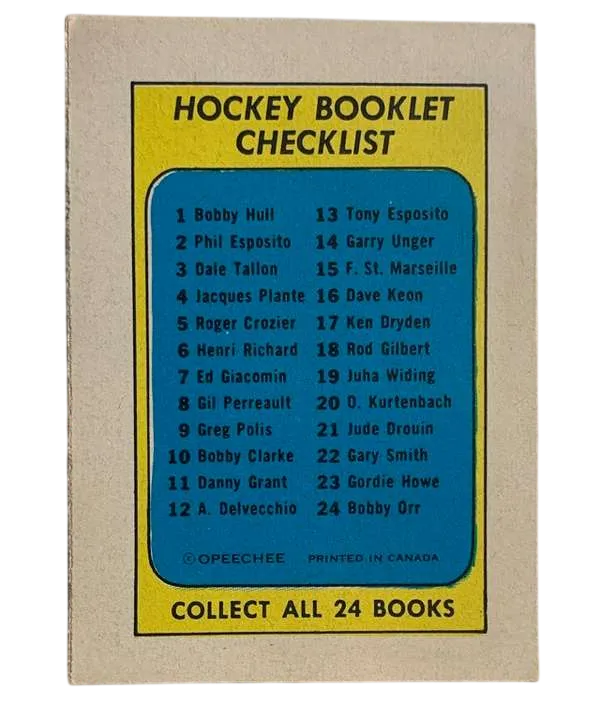 HOCKEY BOOKLET
CHECKLIST
1 Bobby Hull
2 Phil Esposito
3 Dale Tallon
4 Jacques Plante
5 Roger Crozier
6 Henri Richard
7 Ed Giacomin
8 Gil Perreault
9 Greg Polis
10 Bobby Clarke
11 Danny Grant
12 A. Delvecchio
13 Tony Esposito
14 Garry Unger
15 F. St. Marseille
16 Dave Keon
17 Ken Dryden
18 Rod Gilbert
19 Juha Widing
20 O. Kurtenbach
21 Jude Drouin
22 Gary Smith
23 Gordie Howe
24 Bobby Orr
©OPEECHEE PRINTED IN CANADA
COLLECT ALL 24 BOOKS